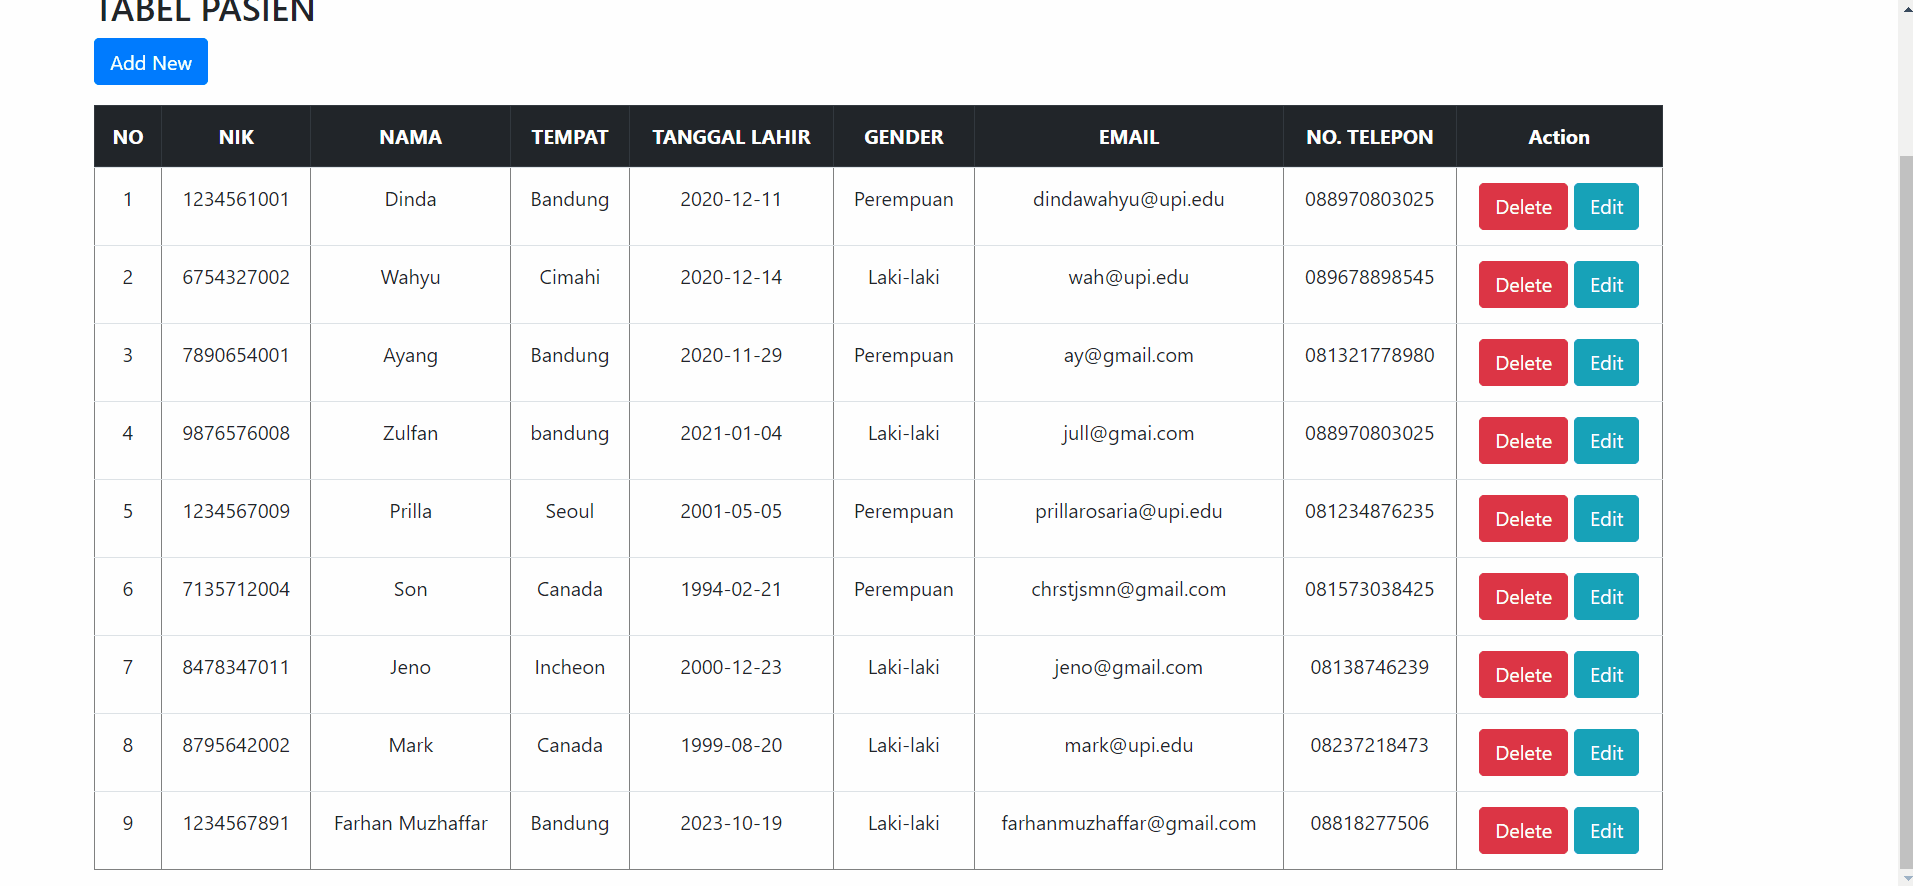 TABEL PASIEN
Add New
NO NIK NAMA TEMPAT TANGGAL LAHIR GENDER EMAIL NO. TELEPON Action
1 1234561001 Dinda Bandung 2020-12-11 Perempuan dindawahyu@upi.edu 088970803025 Delete Edit
2 6754327002 Wahyu Cimahi 2020-12-14 Laki-laki wah@upi.edu 089678898545 Delete Edit
3 7890654001 Ayang Bandung 2020-11-29 Perempuan ay@gmail.com 081321778980 Delete Edit
4 9876576008 Zulfan bandung 2021-01-04 Laki-laki jull@gmai.com 088970803025 Delete Edit
5 1234567009 Prilla Seoul 2001-05-05 Perempuan prillarosaria@upi.edu 081234876235 Delete Edit
6 7135712004 Son Canada 1994-02-21 Perempuan chrstjsmn@gmail.com 081573038425 Delete Edit
7 8478347011 Jeno Incheon 2000-12-23 Laki-laki jeno@gmail.com 08138746239 Delete Edit
8 8795642002 Mark Canada 1999-08-20 Laki-laki mark@upi.edu 08237218473 Delete Edit
9 1234567891 Farhan Muzhaffar Bandung 2023-10-19 Laki-laki farhanmuzhaffar@gmail.com 08818277506 Delete Edit